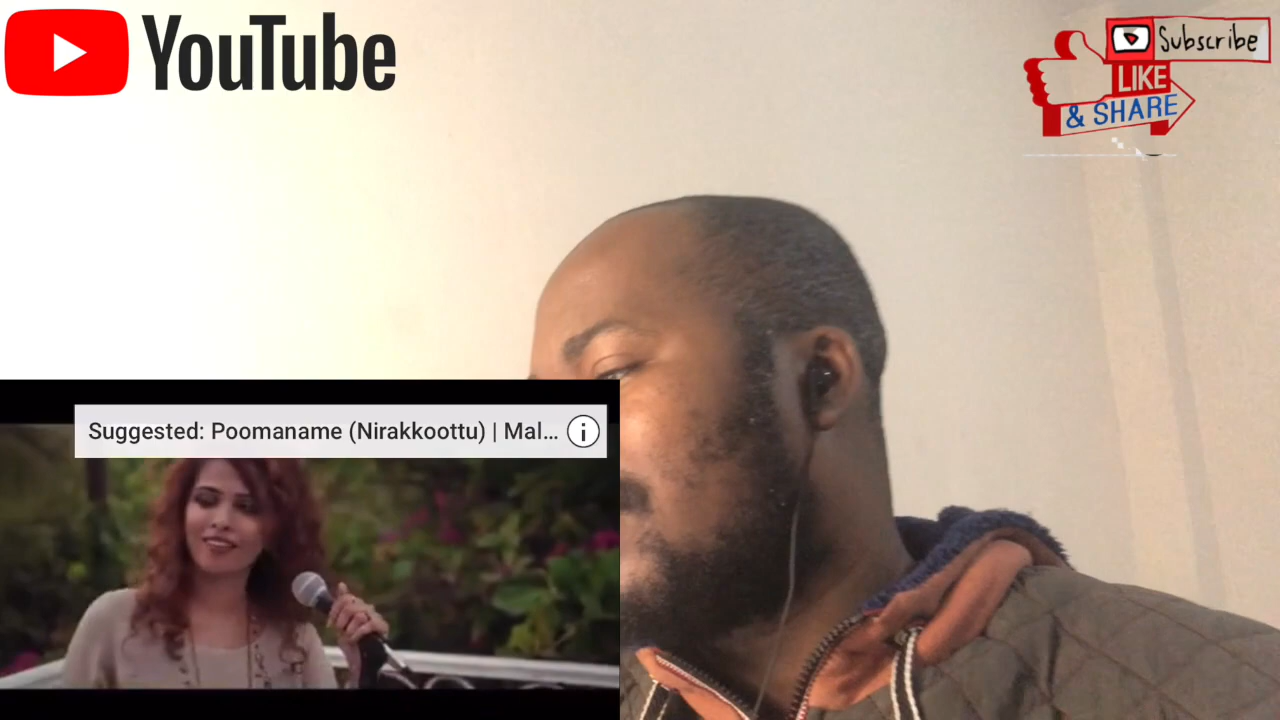 YouTube
Subscribe
LIKE
& SHARE
Suggested: Poomaname (Nirakkoottu) | Mal...